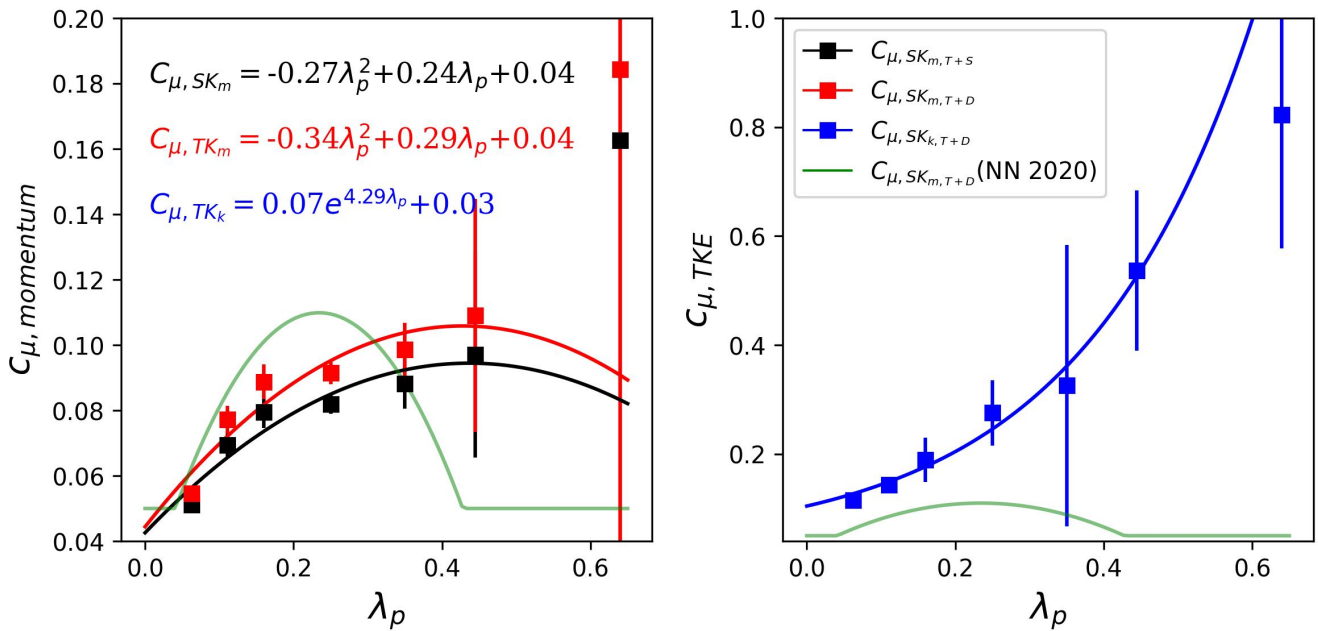 0.20
0.18
0.16
0.14
0.12
0.10
0.08
0.06
0.04
C_{μ, momentum}
C_{μ, SK_m} = -0.27λ_p^2+0.24λ_p+0.04
C_{μ, TK_m} = -0.34λ_p^2+0.29λ_p+0.04
C_{μ, TK_k} = 0.07e^{4.29λ_p}+0.03
0.0 0.2 0.4 0.6
λ_p
1.0
0.8
0.6
0.4
0.2
C_{μ, TKE}
C_{μ, SK_{m, T+S}}
C_{μ, SK_{m, T+D}}
C_{μ, SK_{k, T+D}}
C_{μ, SK_{m, T+D}}(NN 2020)
0.0 0.2 0.4 0.6
λ_p